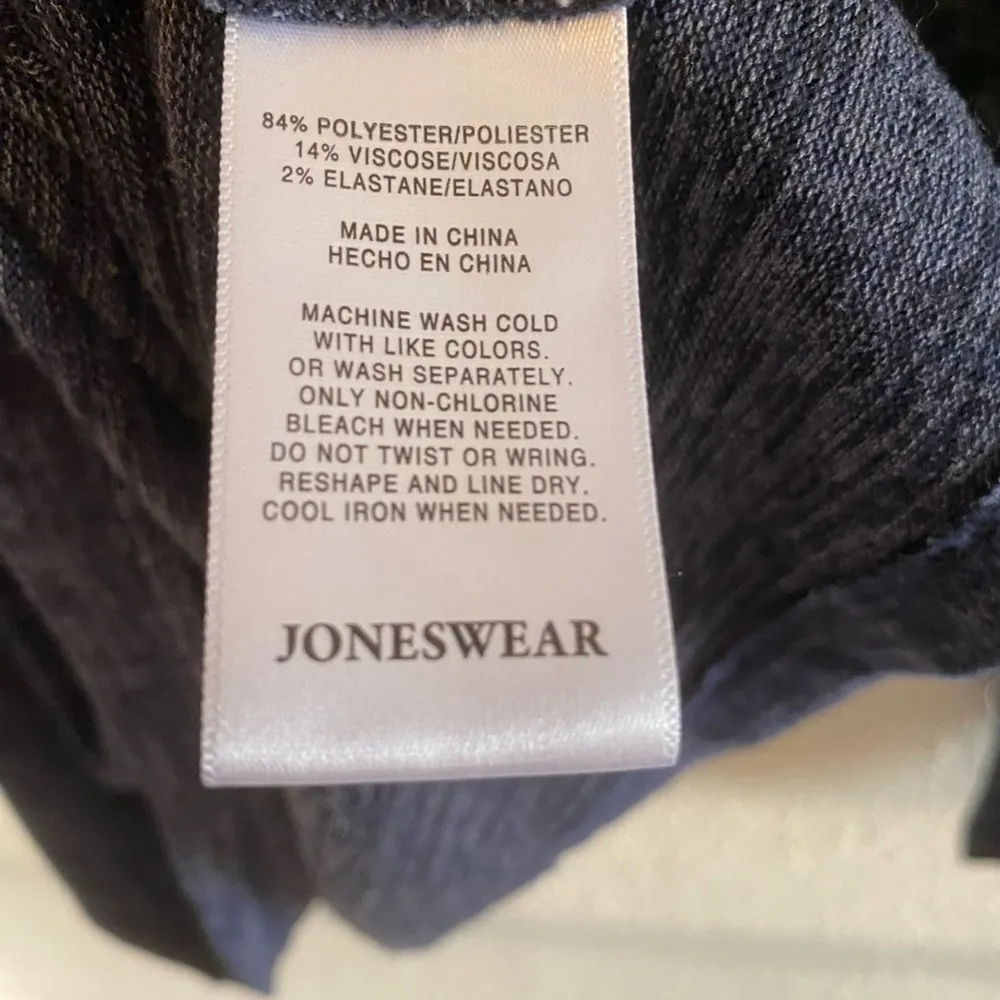 84% POLYESTER/POLIESTER
14% VISCOSE/VISCOSA
2% ELASTANE/ELASTANO
MADE IN CHINA
HECHO EN CHINA
MACHINE WASH COLD
WITH LIKE COLORS.
OR WASH SEPARATELY.
ONLY NON-CHLORINE
BLEACH WHEN NEEDED.
DO NOT TWIST OR WRING.
RESHAPE AND LINE DRY.
COOL IRON WHEN NEEDED.
JONESWEAR